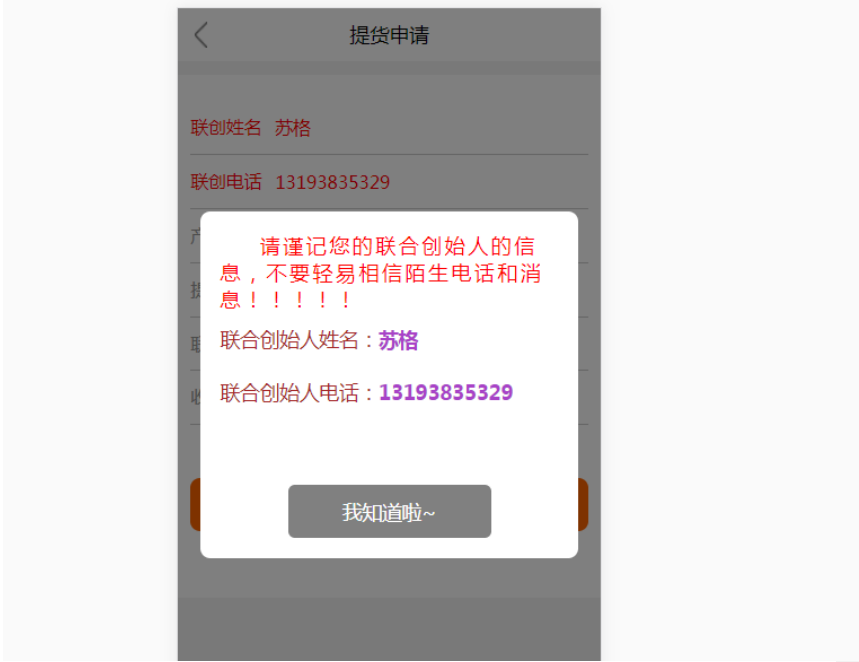 提货申请
联创姓名 苏格
联创电话 13193835329
请谨记您的联合创始人的信
息，不要轻易相信陌生电话和消
息！！！！！
联合创始人姓名：苏格
联合创始人电话：13193835329
我知道啦~